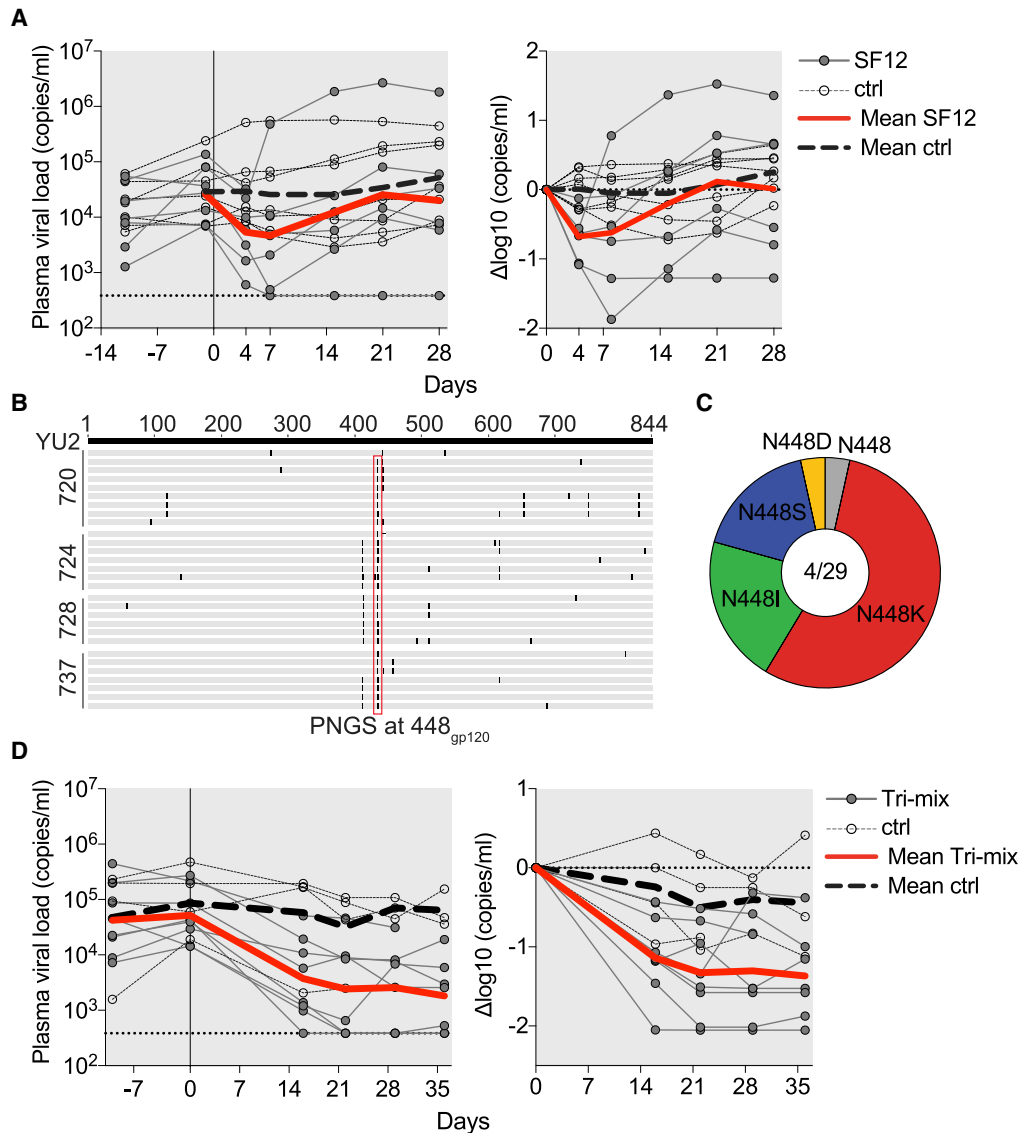 A
Plasma viral load (copies/ml)
10^7
10^6
10^5
10^4
10^3
10^2
-14 -7 0 4 7 14 21 28
Δlog10 (copies/ml)
2
1
0
-1
-2
0 4 7 14 21 28
Days
SF12
ctrl
Mean SF12
Mean ctrl
B
1 100 200 300 400 500 600 700 844
YU2
720
724
728
737
PNGS at 448gp120
C
N448D N448
N448S
N448I
N448K
4/29
D
Plasma viral load (copies/ml)
10^7
10^6
10^5
10^4
10^3
10^2
-7 0 7 14 21 28 35
Δlog10 (copies/ml)
1
0
-1
-2
0 7 14 21 28 35
Days
Tri-mix
ctrl
Mean Tri-mix
Mean ctrl